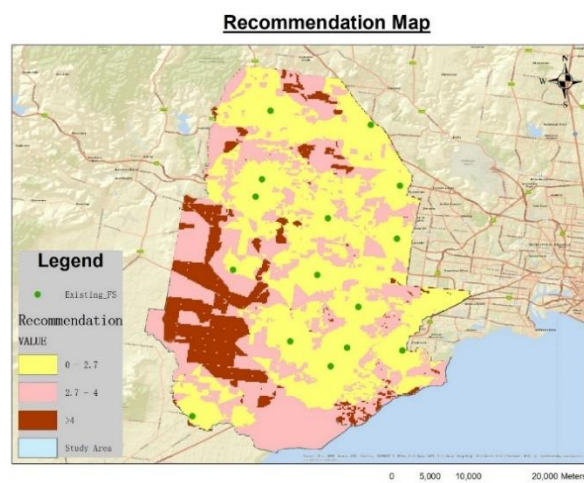 Recommendation Map
N
W
S
Legend
Existing_FS
Recommendation
VALUE
0 - 2.7
2.7 - 4
>4
Study Area
0 5,000 10,000 20,000 Meters